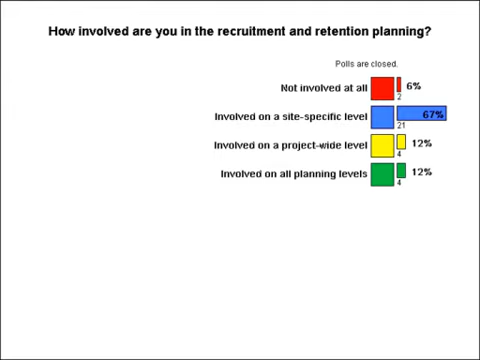 How involved are you in the recruitment and retention planning?
Polls are closed.
Not involved at all 6%
2
Involved on a site-specific level 67%
21
Involved on a project-wide level 12%
4
Involved on all planning levels 12%
4